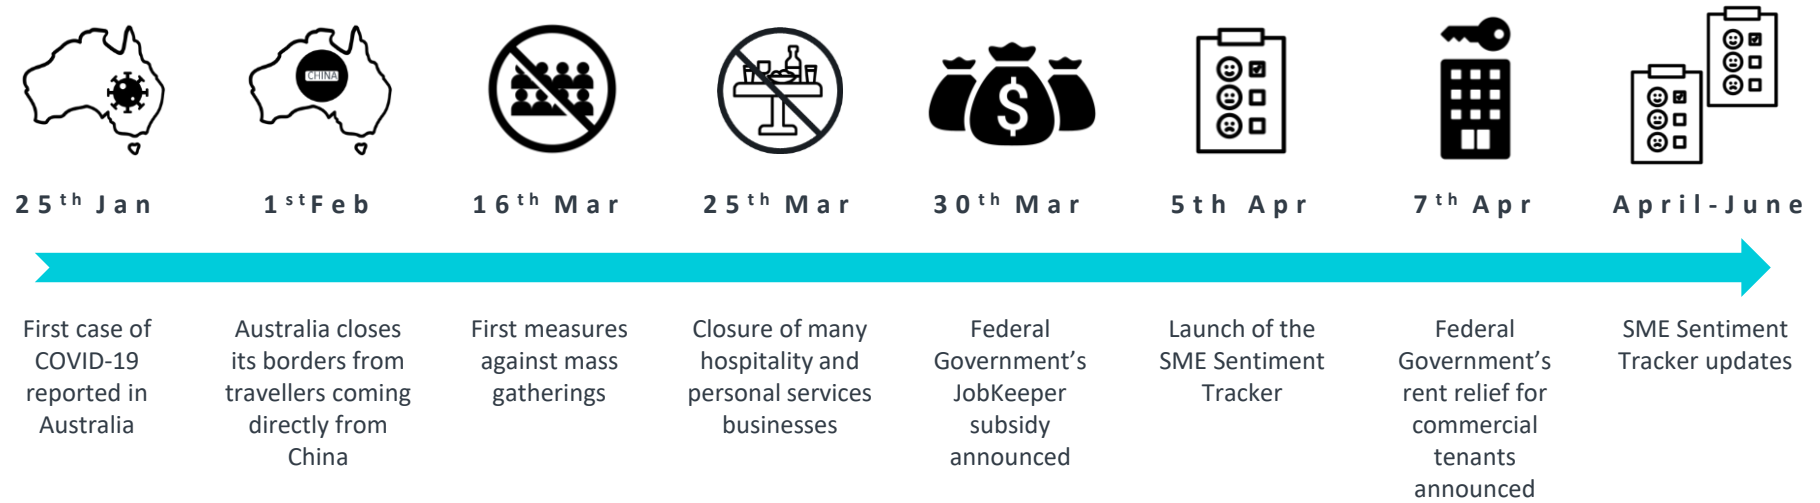 CHINA
$
25th Jan
1stFeb
16th Mar
25th Mar
30th Mar
5th Apr
7th Apr
April-June
First case of
COVID-19
reported in
Australia
Australia closes
its borders from
travellers coming
directly from
China
First measures
against mass
gatherings
Closure of many
hospitality and
personal services
businesses
Federal
Government’s
JobKeeper
subsidy
announced
Launch of the
SME Sentiment
Tracker
Federal
Government’s
rent relief for
commercial
tenants
announced
SME Sentiment
Tracker updates